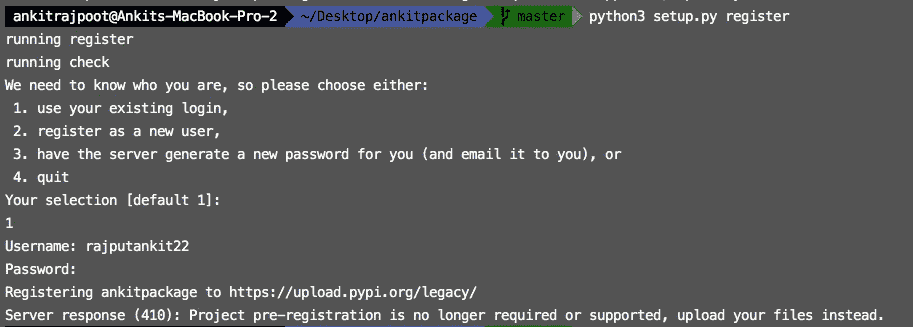 ankitrajpoot@Ankits-MacBook-Pro-2 ~/Desktop/ankitpackage master python3 setup.py register
running register
running check
We need to know who you are, so please choose either:
1. use your existing login,
2. register as a new user,
3. have the server generate a new password for you (and email it to you), or
4. quit
Your selection [default 1]:
1
Username: rajputankit22
Password:
Registering ankitpackage to https://upload.pypi.org/legacy/
Server response (410): Project pre-registration is no longer required or supported, upload your files instead.